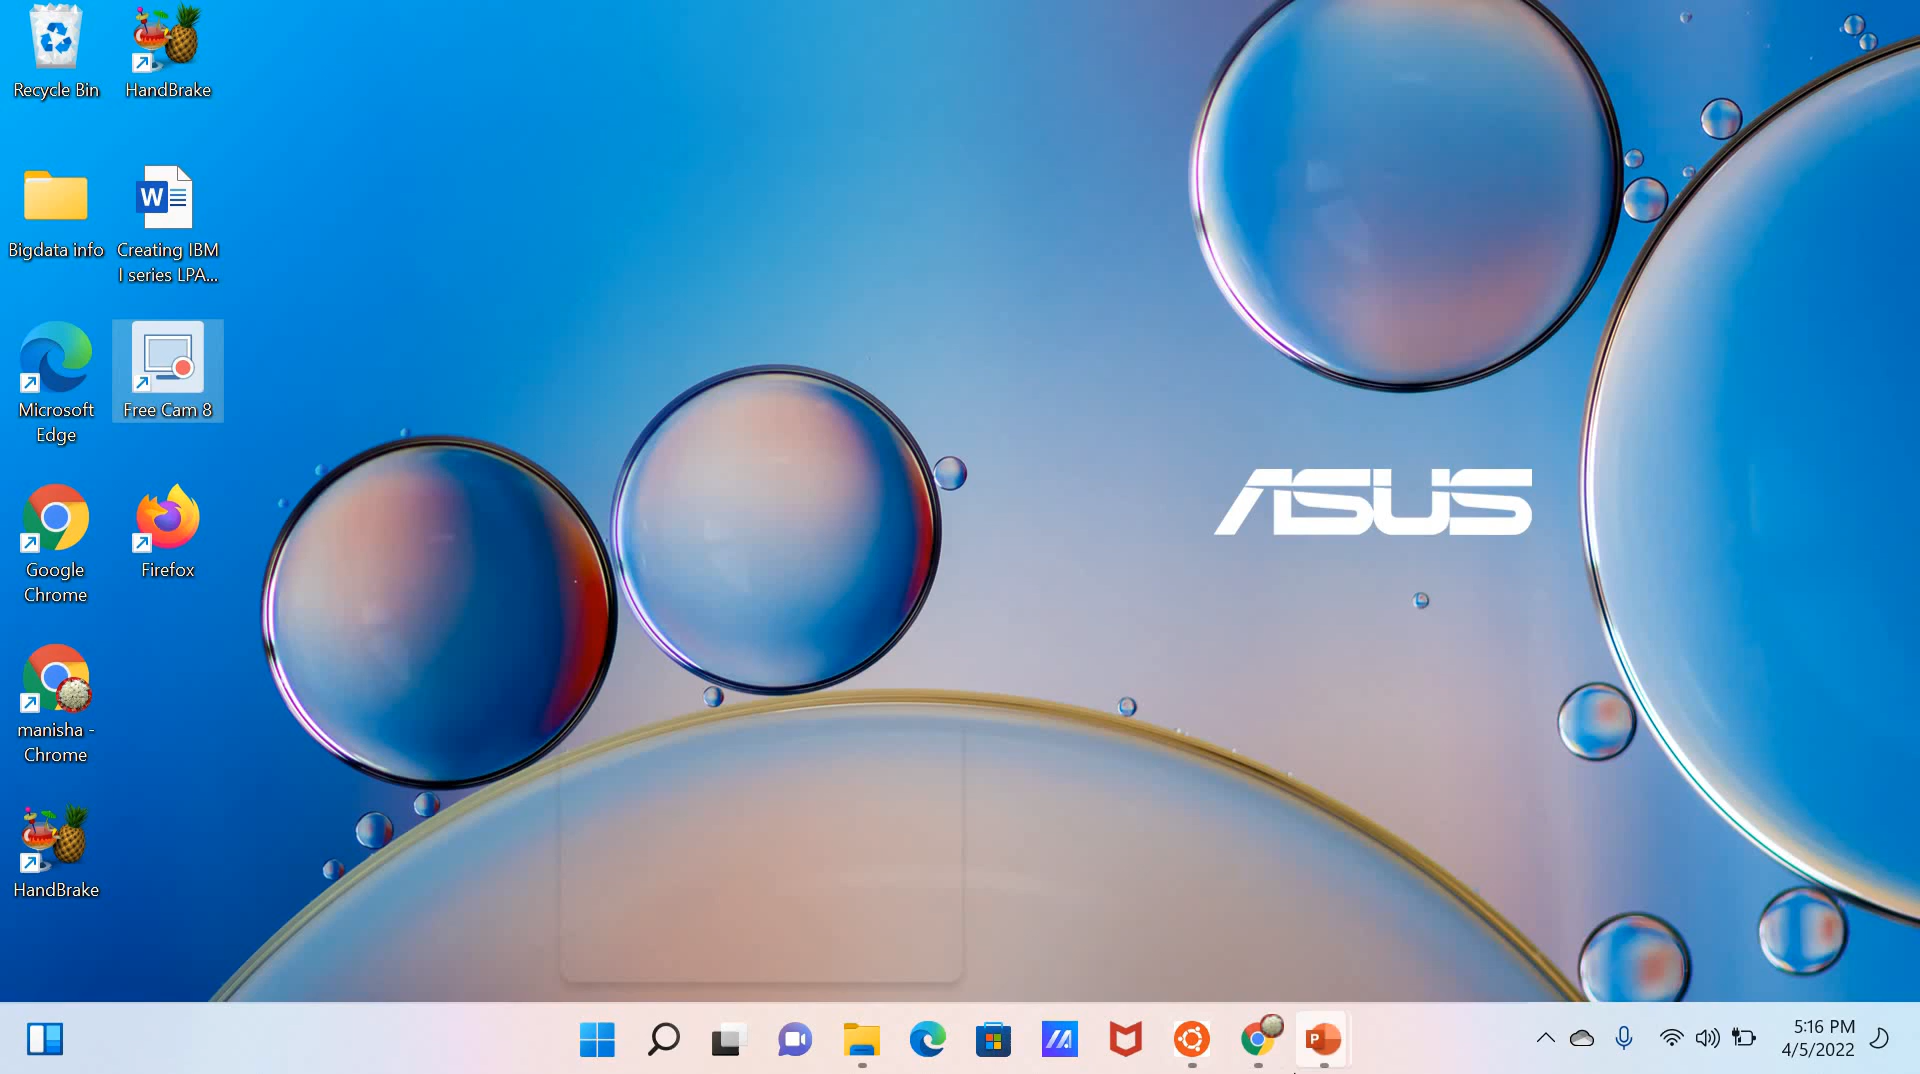 Recycle Bin
HandBrake
Bigdata info
Creating IBM
I series LPA...
Microsoft
Edge
Free Cam 8
Google
Chrome
Firefox
manisha -
Chrome
HandBrake
ASUS
W
P
5:16 PM
4/5/2022